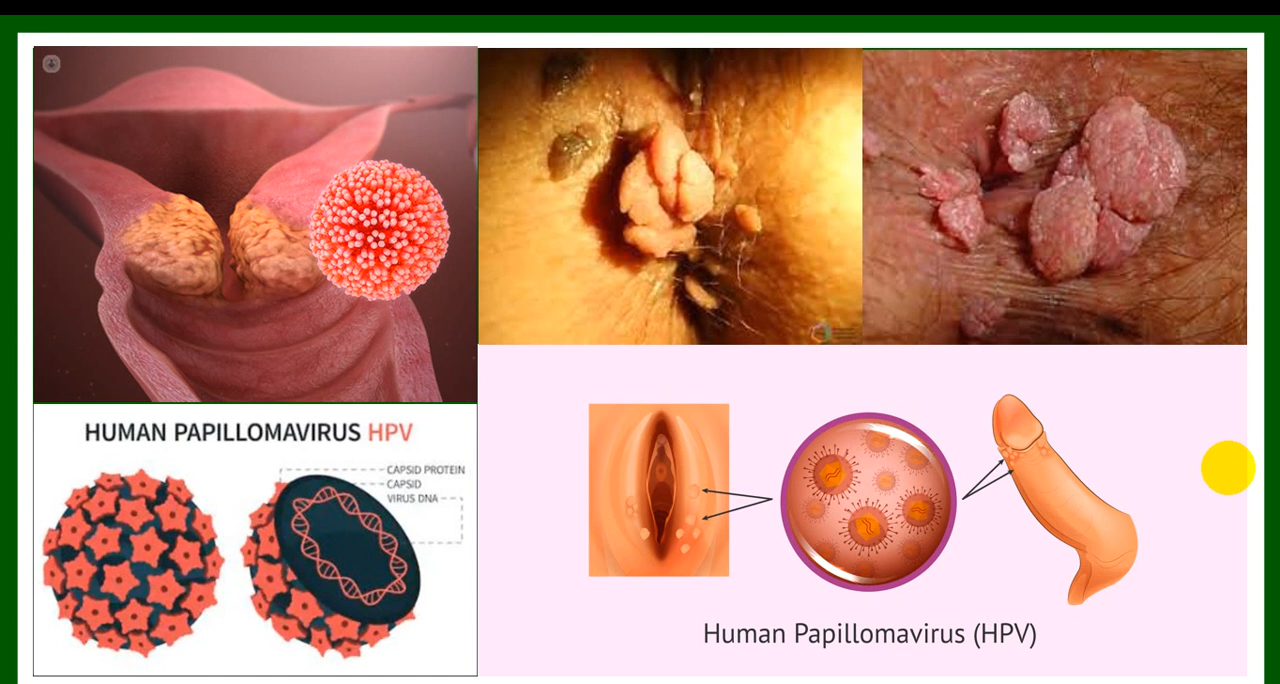 HUMAN PAPILLOMAVIRUS HPV
CAPSID PROTEIN
CAPSID
VIRUS DNA
Human Papillomavirus (HPV)